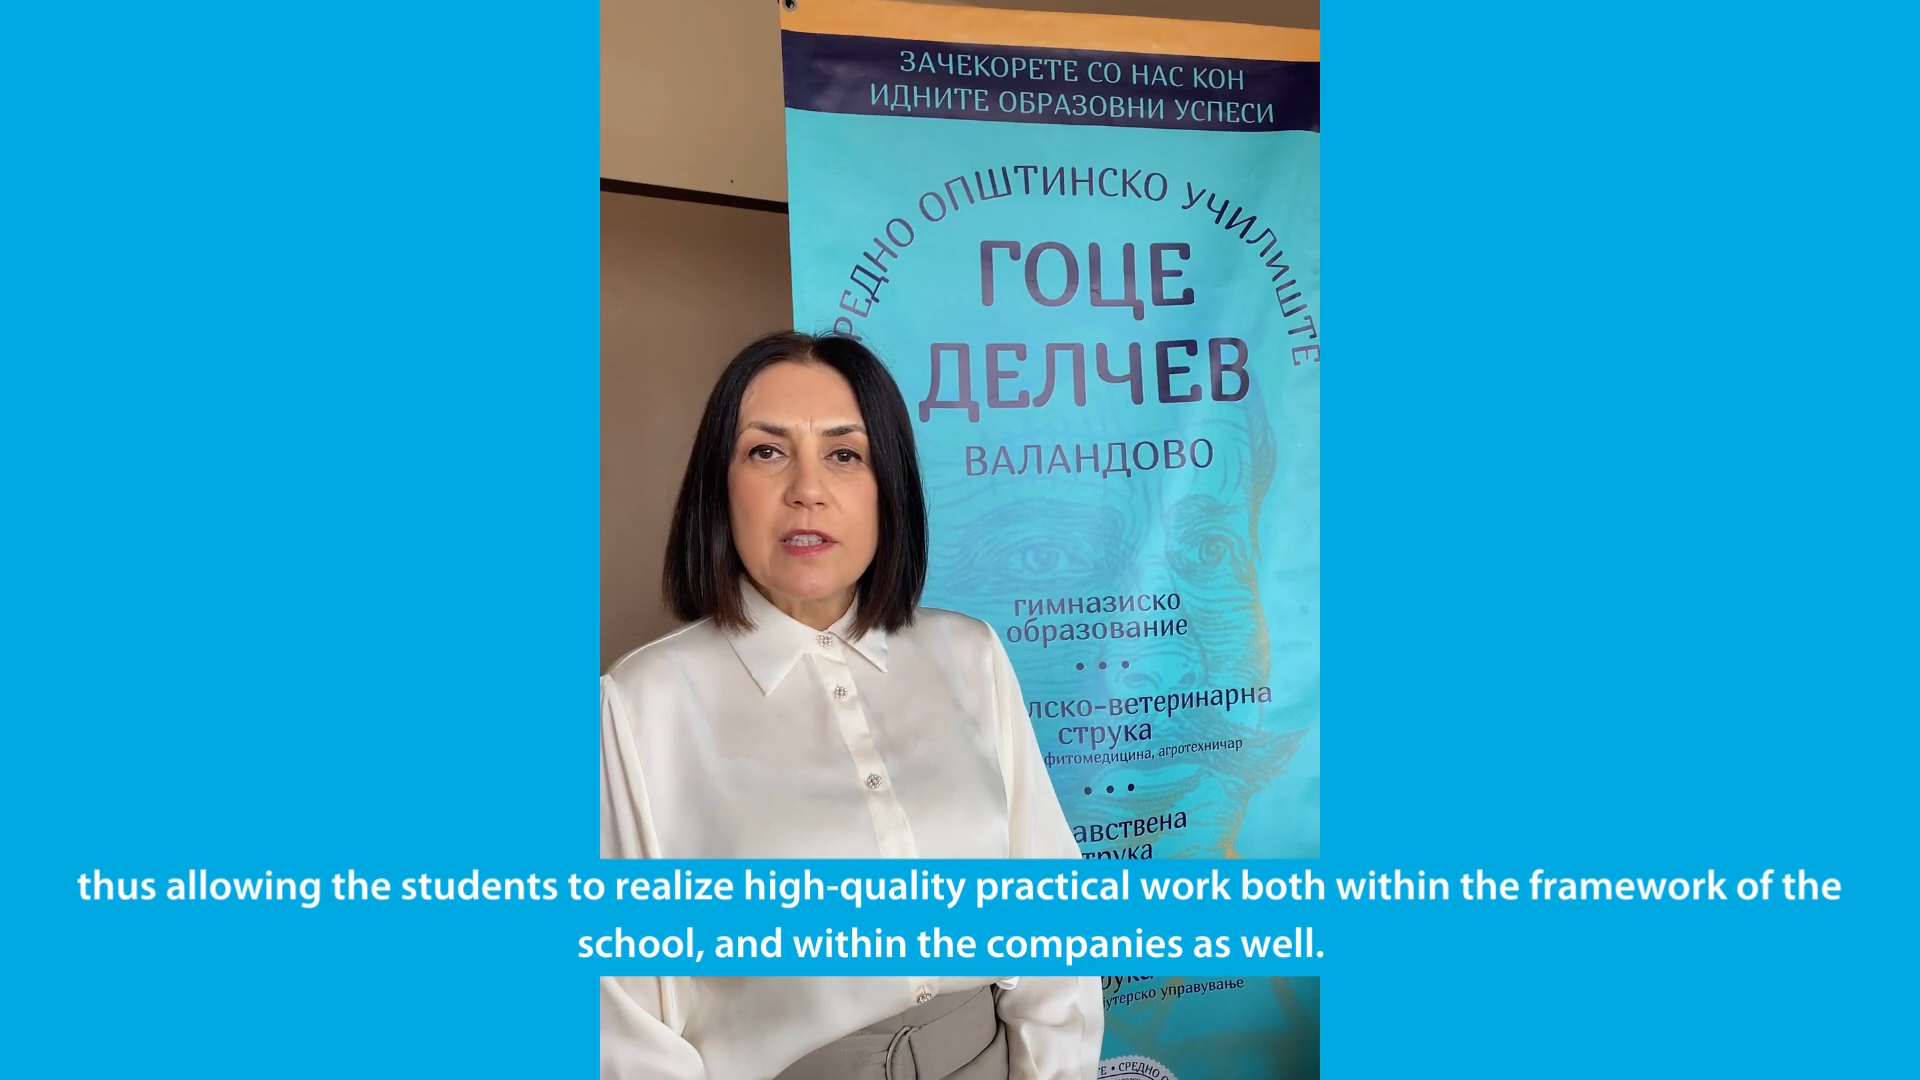 ЗАЧЕКОРЕТЕ СО НАС КОН
ИДНИТЕ ОБРАЗОВНИ УСПЕСИ
ОПШТИНСКО УЧИЛИШТЕ
ГОЦЕ
ДЕЛЧЕВ
ВАЛАНДОВО
гимназиско
образование
струка
фитомедицина, агротехничар
thus allowing the students to realize high-quality practical work both within the framework of the
school, and within the companies as well.
управување